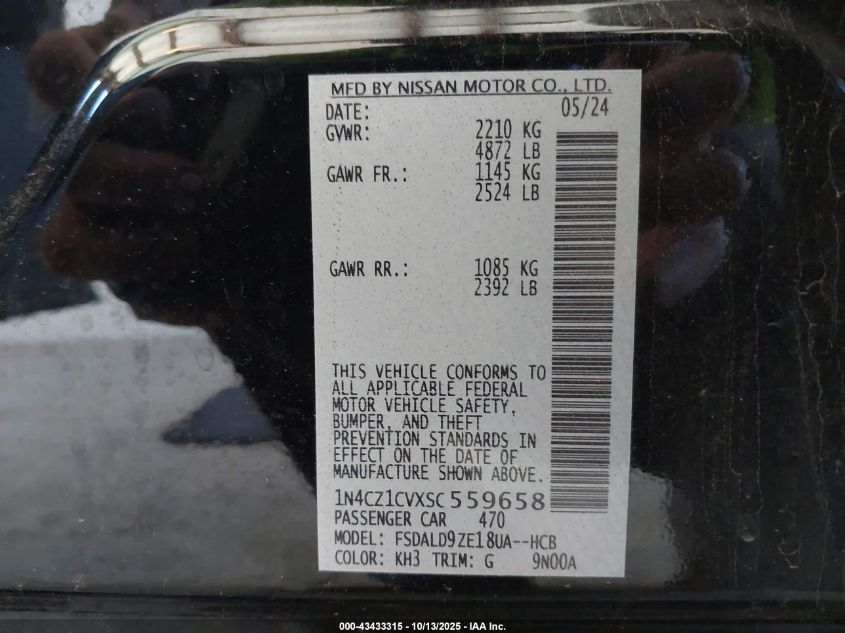 MFD BY NISSAN MOTOR CO., LTD.
DATE: 05/24
GVWR: 2210 KG
4872 LB
GAWR FR.: 1145 KG
2524 LB
GAWR RR.: 1085 KG
2392 LB
THIS VEHICLE CONFORMS TO
ALL APPLICABLE FEDERAL
MOTOR VEHICLE SAFETY,
BUMPER, AND THEFT
PREVENTION STANDARDS IN
EFFECT ON THE DATE OF
MANUFACTURE SHOWN ABOVE.
1N4CZ1CVXSC559658
PASSENGER CAR 470
MODEL: FSDALD9ZE18UA--HCB
COLOR: KH3 TRIM: G 9N00A
000-43433315 - 10/13/2025 - IAA Inc.